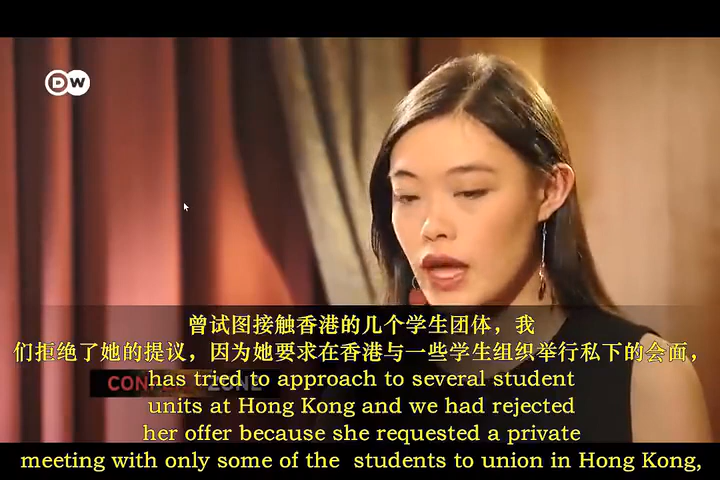 DW
曾试图接触香港的几个学生团体，我
们拒绝了她的提议，因为她要求在香港与一些学生组织举行私下的会面，
CONFLICT ZONE
has tried to approach to several student
units at Hong Kong and we had rejected
her offer because she requested a private
meeting with only some of the  students to union in Hong Kong,